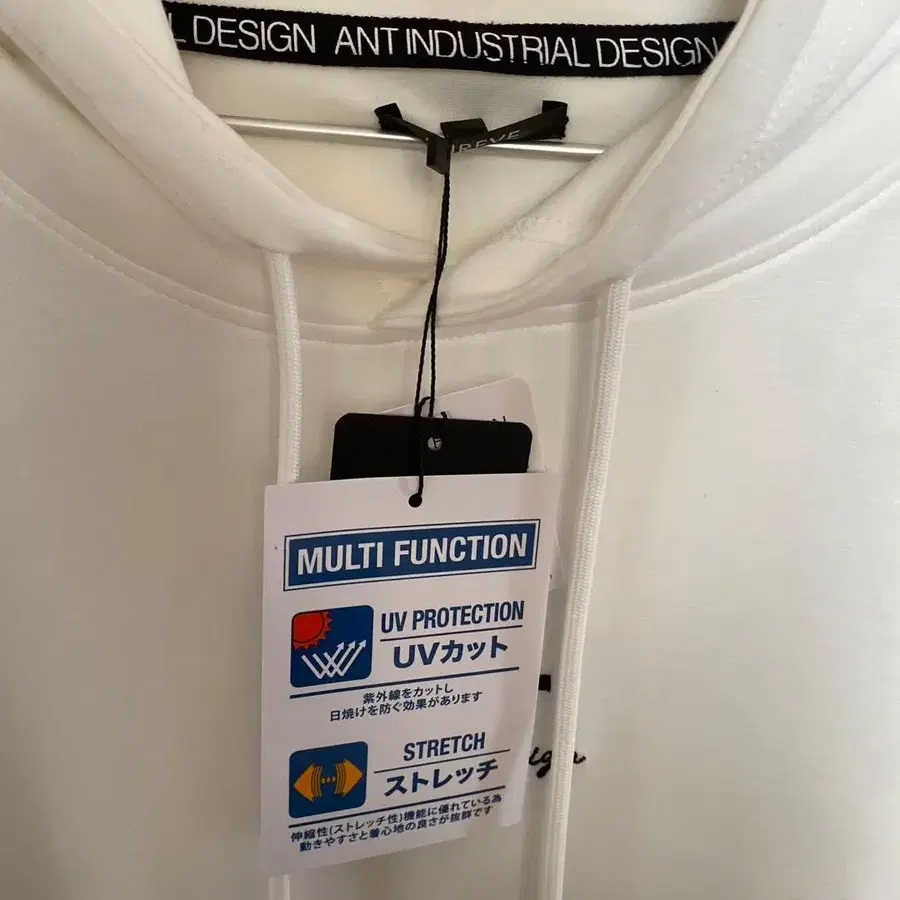 L DESIGN ANT INDUSTRIAL DESIGN
MULTI FUNCTION
UV PROTECTION
UVカット
紫外線をカットし
日焼けを防ぐ効果があります
STRETCH
ストレッチ
伸縮性(ストレッチ性)機能に優れている為
動きやすさと着心地の良さが抜群です